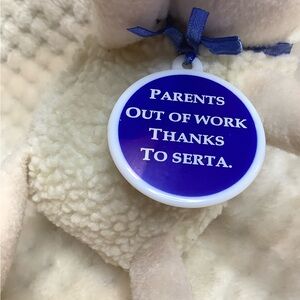 PARENTS
OUT OF WORK
THANKS
TO SERTA.